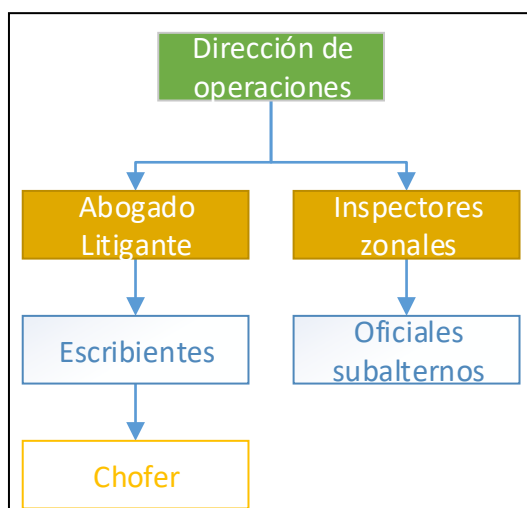 Dirección de
operaciones
Abogado
Litigante
Inspectores
zonales
Escribientes
Oficiales
subalternos
Chofer